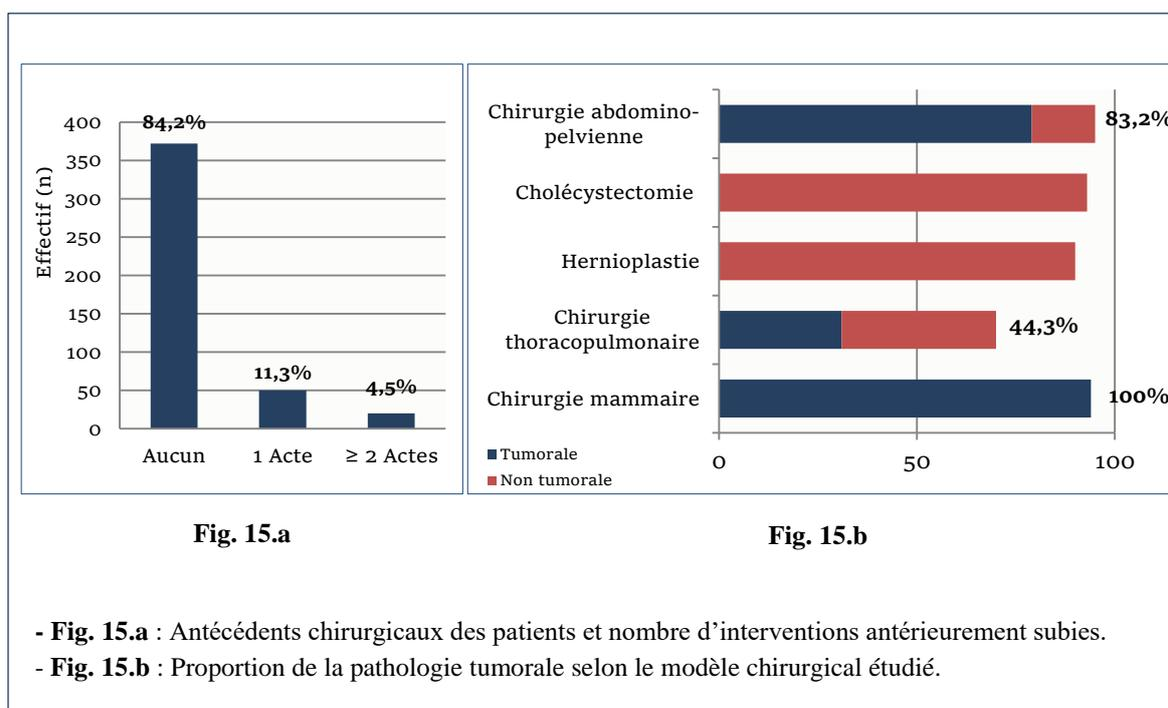 Effectif (n)
400
350
300
250
200
150
100
50
0
84,2%
11,3%
4,5%
Aucun
1 Acte
≥ 2 Actes
Chirurgie abdomino-
pelvienne
83,2%
Cholécystectomie
Hernioplastie
Chirurgie
thoracopulmonaire
44,3%
Chirurgie mammaire
100%
Tumorale
Non tumorale
0
50
100
Fig. 15.a
Fig. 15.b
- Fig. 15.a : Antécédents chirurgicaux des patients et nombre d’interventions antérieurement subies.
- Fig. 15.b : Proportion de la pathologie tumorale selon le modèle chirurgical étudié.